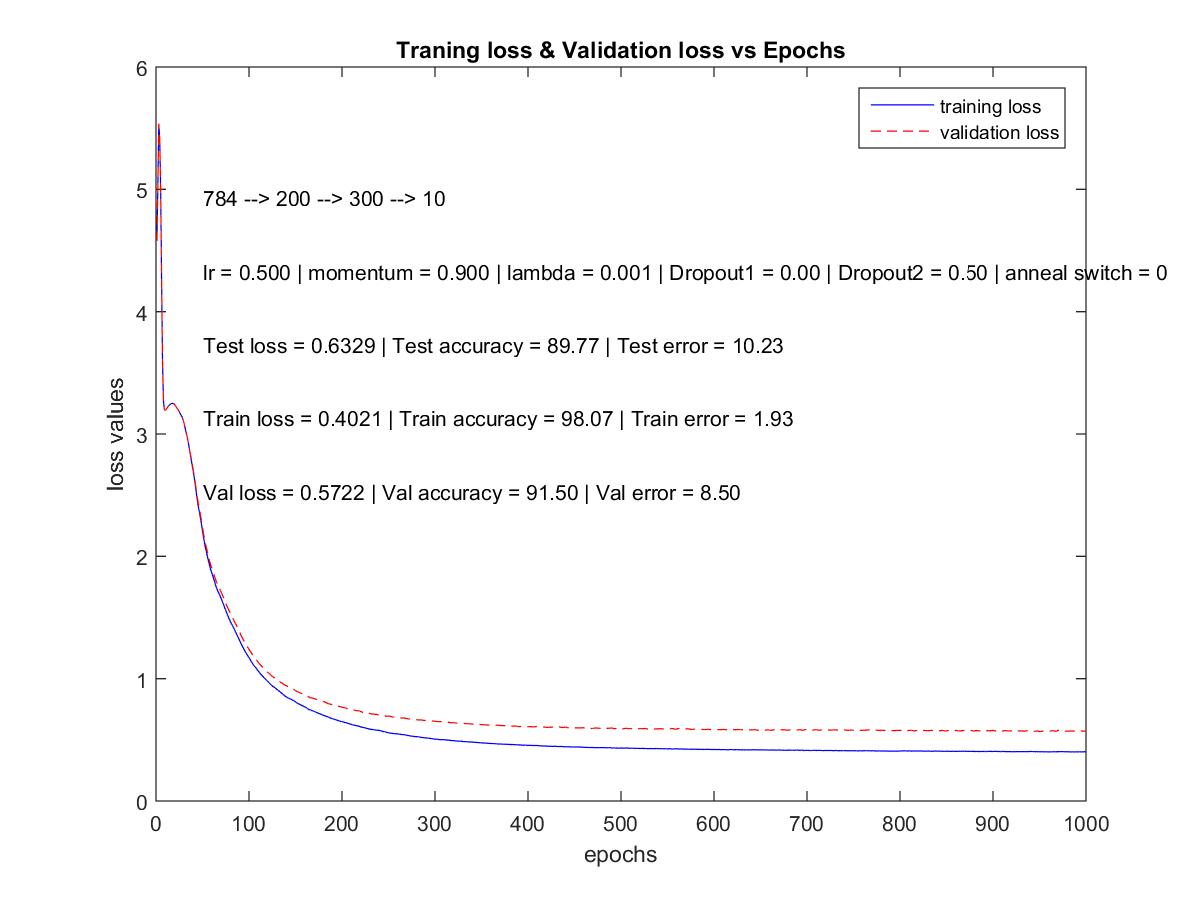 Traning loss & Validation loss vs Epochs
6
training loss
validation loss
5
784 --> 200 --> 300 --> 10
lr = 0.500 | momentum = 0.900 | lambda = 0.001 | Dropout1 = 0.00 | Dropout2 = 0.50 | anneal switch = 0
4
Test loss = 0.6329 | Test accuracy = 89.77 | Test error = 10.23
Train loss = 0.4021 | Train accuracy = 98.07 | Train error = 1.93
loss values
3
Val loss = 0.5722 | Val accuracy = 91.50 | Val error = 8.50
2
1
0
0 100 200 300 400 500 600 700 800 900 1000
epochs